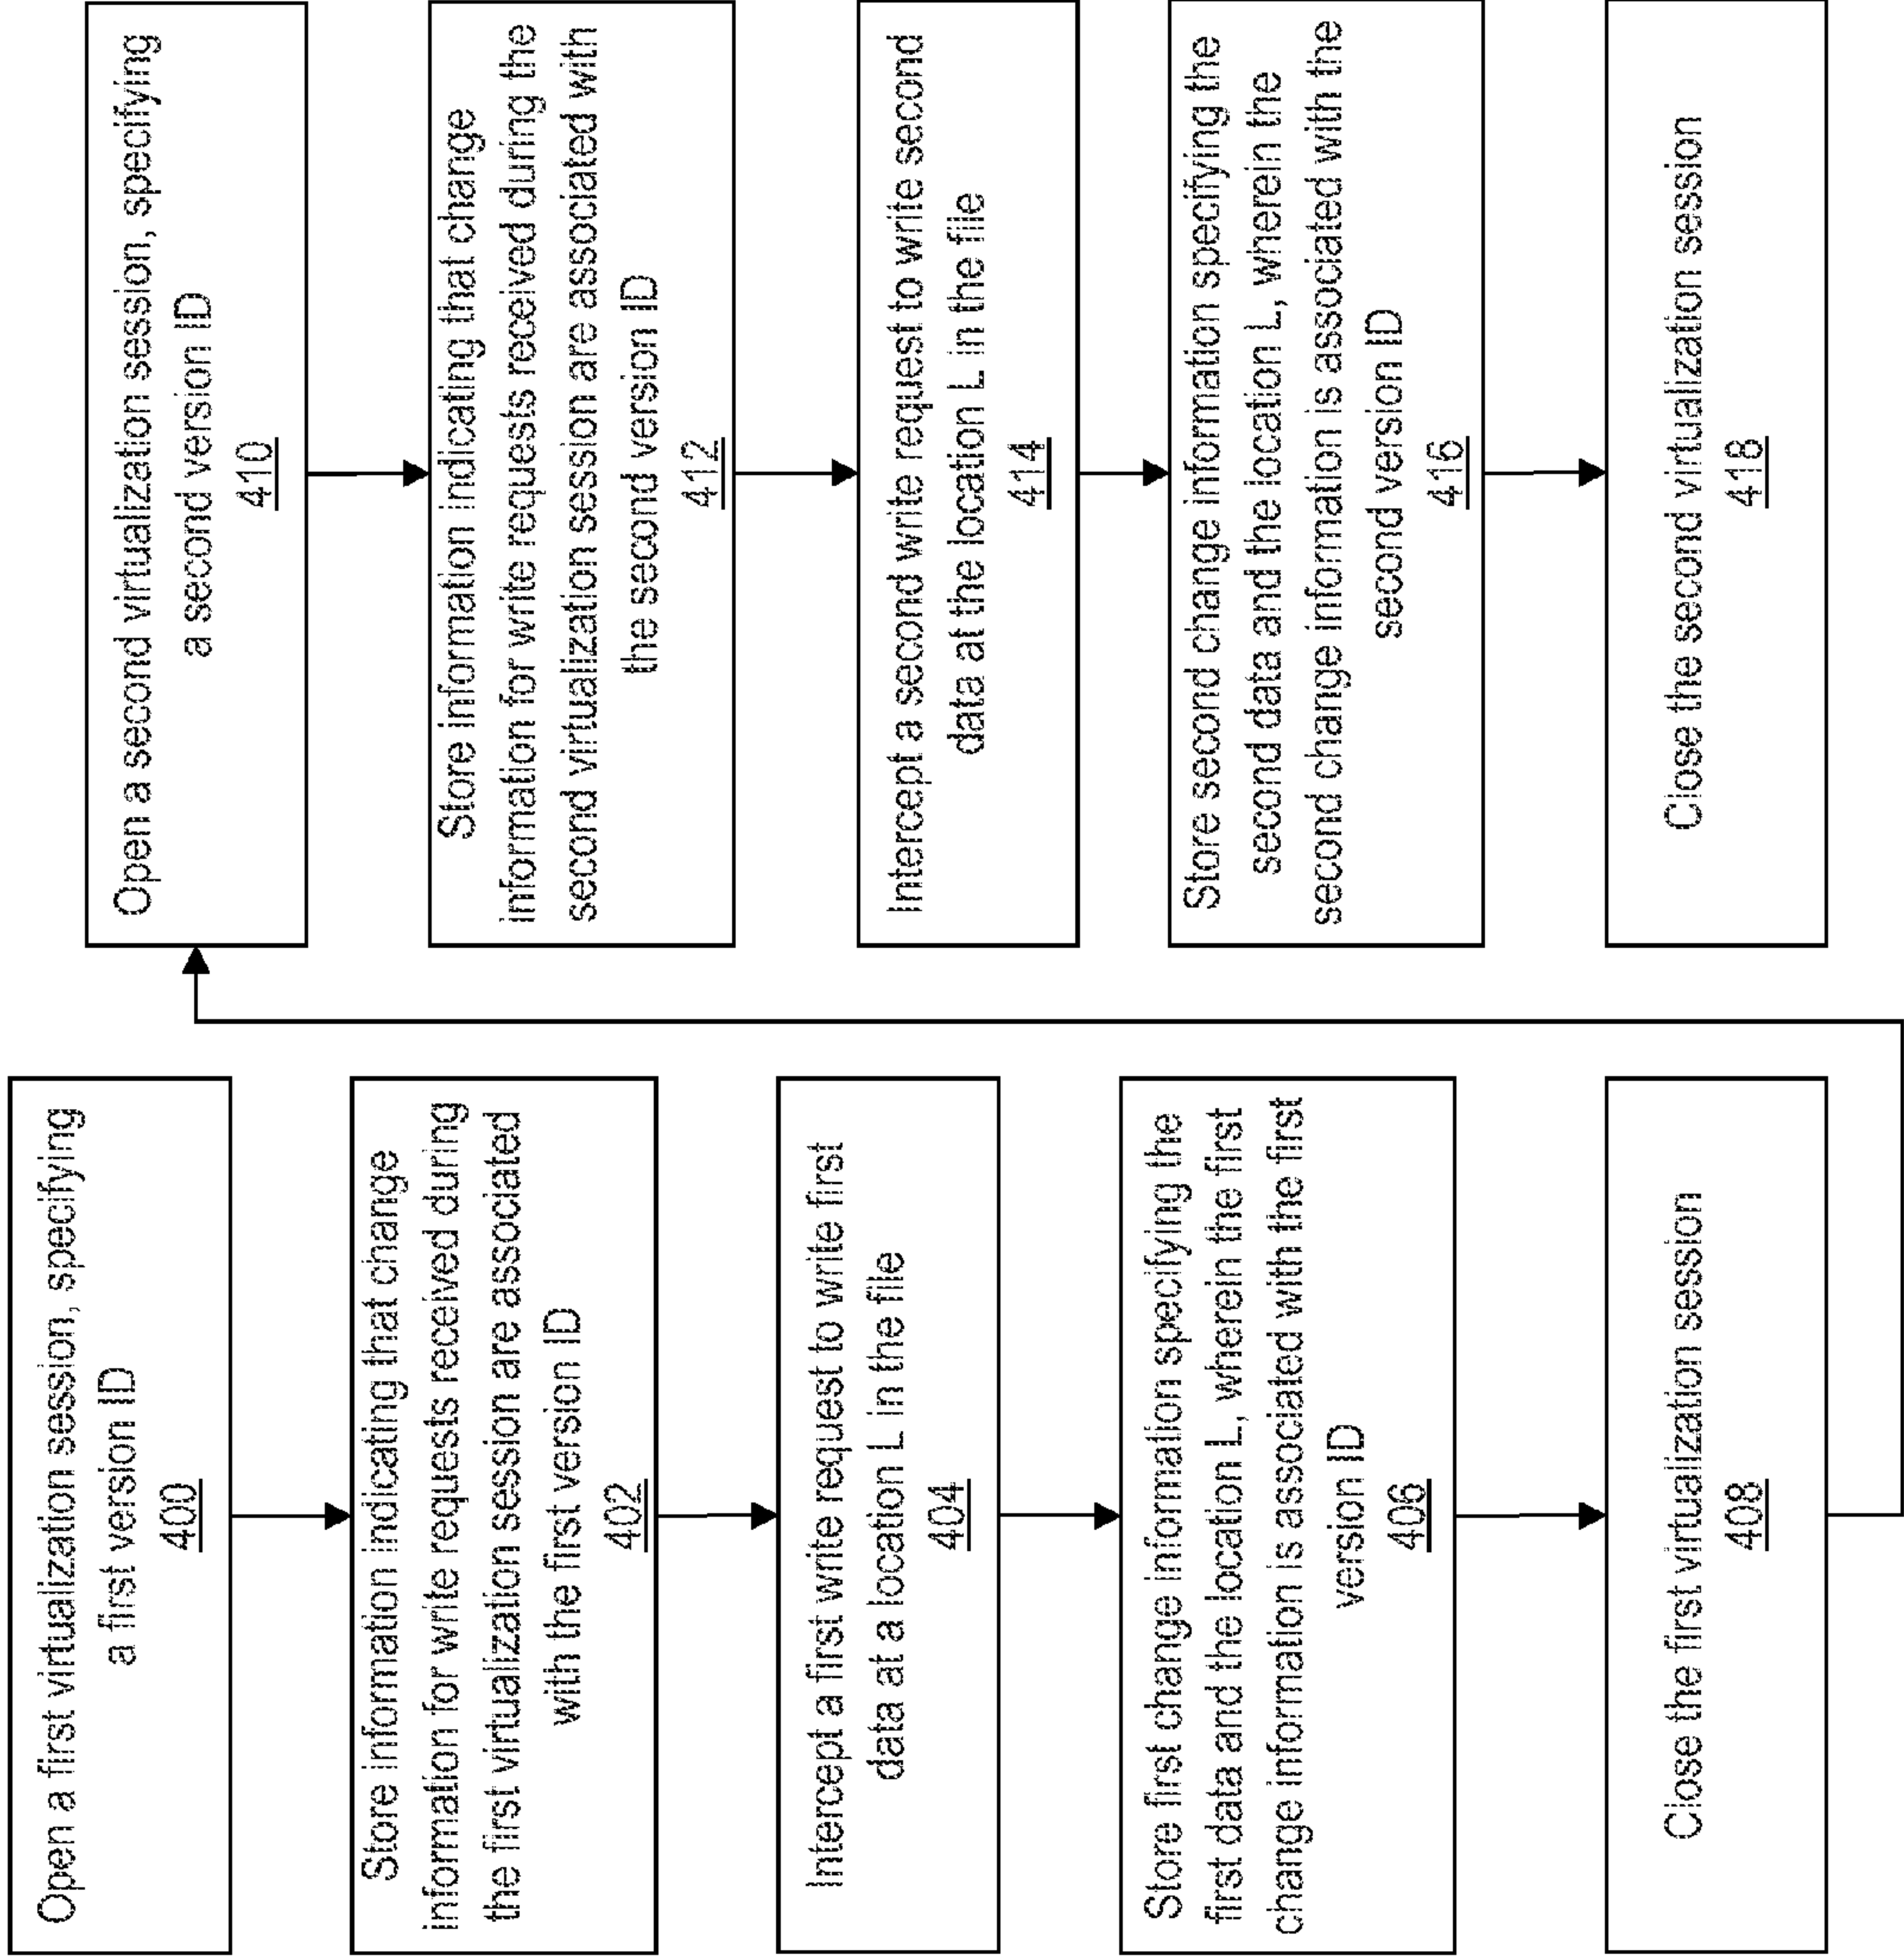 Open a first virtualization session, specifying
a first version ID
400
Store information indicating that change
information for write requests received during
the first virtualization session are associated
with the first version ID
402
Intercept a first write request to write first
data at a location L in the file
404
Store first change information specifying the
first data and the location L, wherein the first
change information is associated with the first
version ID
406
Close the first virtualization session
408
Open a second virtualization session, specifying
a second version ID
410
Store information indicating that change
information for write requests received during the
second virtualization session are associated with
the second version ID
412
Intercept a second write request to write second
data at the location L in the file
414
Store second change information specifying the
second data and the location L, wherein the
second change information is associated with the
second version ID
416
Close the second virtualization session
418